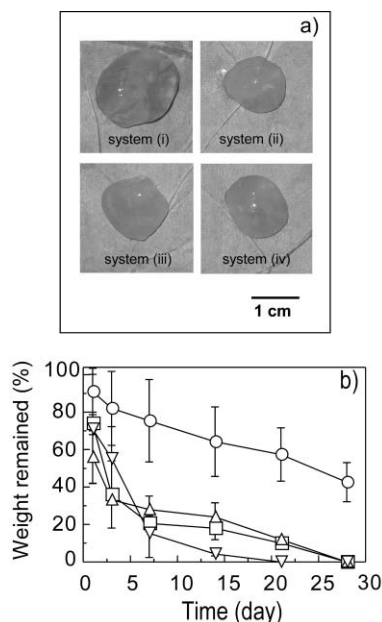 a)
system (i) system (ii)
system (iii) system (iv)
1 cm
b)
Weight remained (%)
100
80
60
40
20
0
0 5 10 15 20 25 30
Time (day)